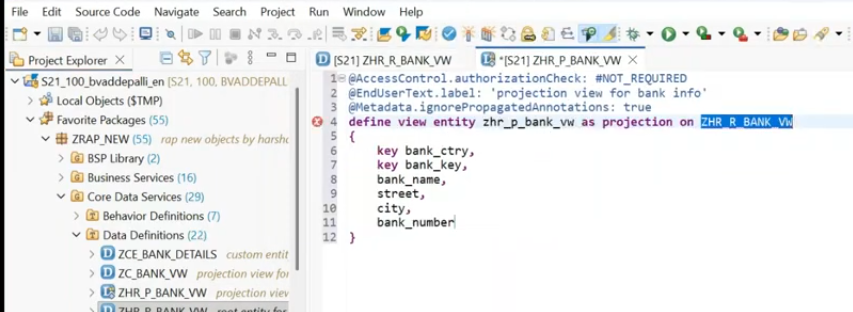 File Edit Source Code Navigate Search Project Run Window Help
Project Explorer
S21_100_bvaddepalli_en [S21, 100, BVADDEPALL
Local Objects ($TMP)
Favorite Packages (55)
ZRAP_NEW (55) rap new objects by harsho
BSP Library (2)
Business Services (16)
Core Data Services (29)
Behavior Definitions (7)
Data Definitions (22)
ZCE_BANK_DETAILS custom entit
ZC_BANK_VW projection view for
ZHR_P_BANK_VW projection view
ZHR_R_BANK_VW root entity for
[S21] ZHR_R_BANK_VW
*[S21] ZHR_P_BANK_VW
1 @AccessControl.authorizationCheck: #NOT_REQUIRED
2 @EndUserText.label: 'projection view for bank info'
3 @Metadata.ignorePropagatedAnnotations: true
4 define view entity zhr_p_bank_vw as projection on ZHR_R_BANK_VW
5 {
6 key bank_ctry,
7 key bank_key,
8 bank_name,
9 street,
10 city,
11 bank_number
12 }